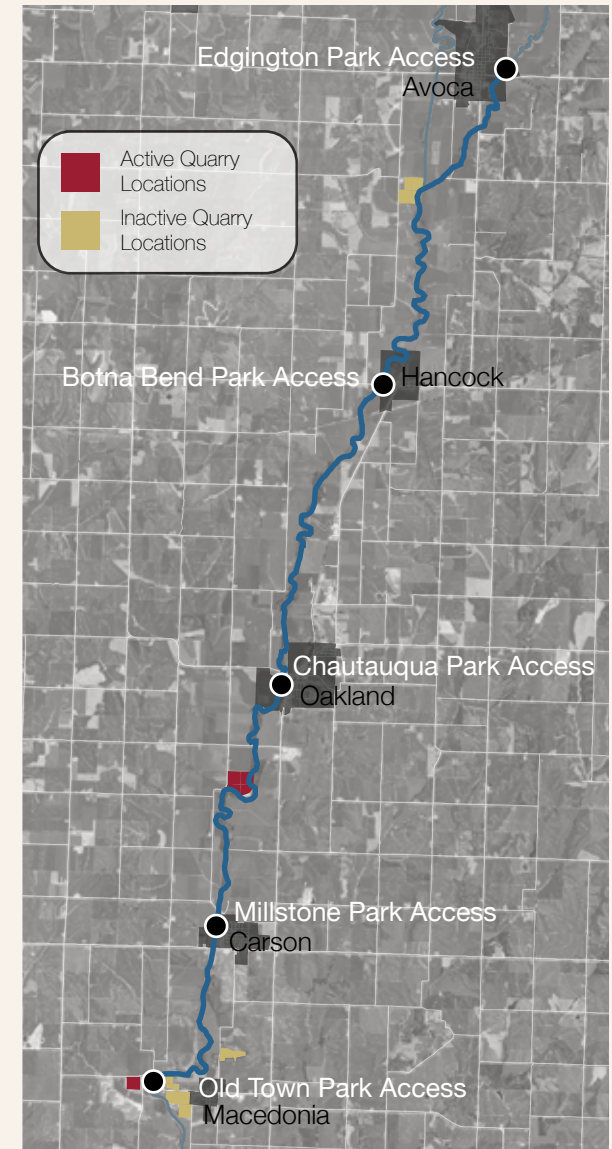 Edgington Park Access
Avoca
Active Quarry
Locations
Inactive Quarry
Locations
Botna Bend Park Access
Hancock
Chautauqua Park Access
Oakland
Millstone Park Access
Carson
Old Town Park Access
Macedonia